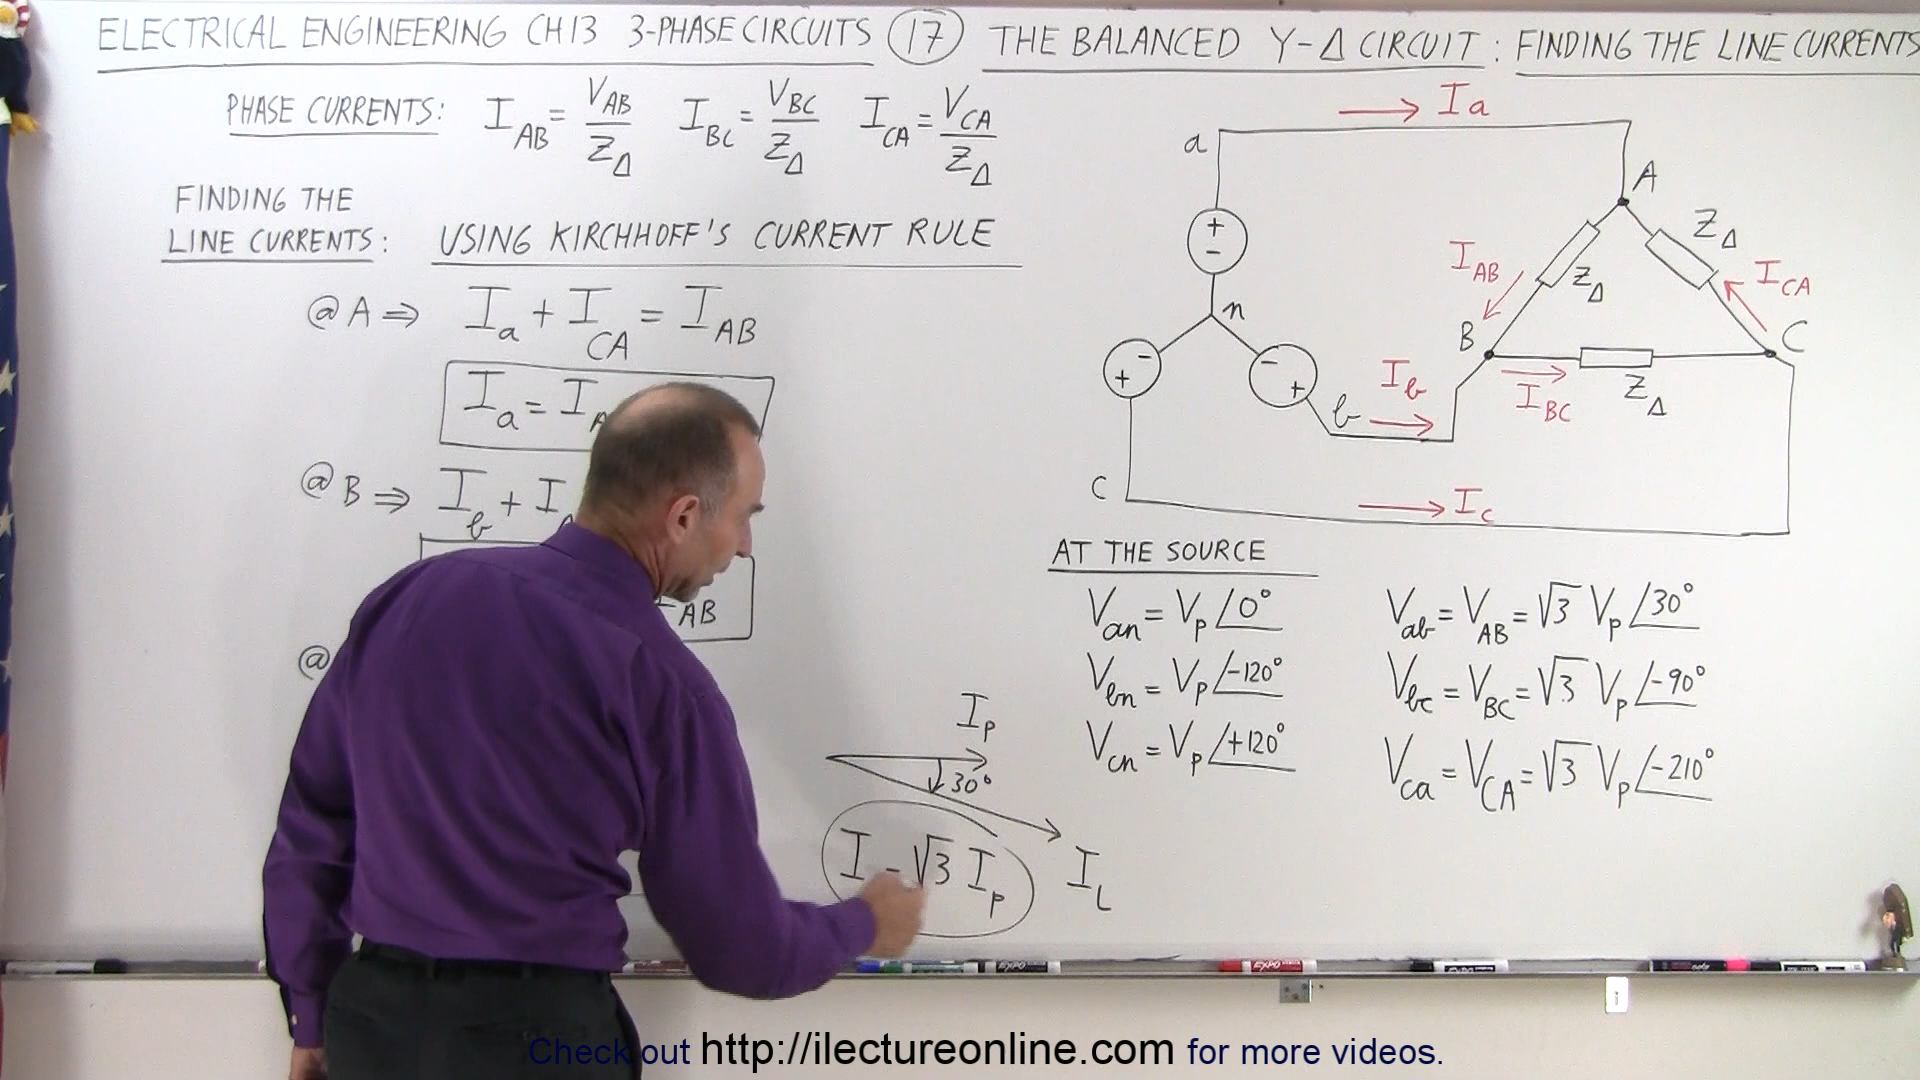 ELECTRICAL ENGINEERING CH13 3-PHASE CIRCUITS 17 THE BALANCED Y-Δ CIRCUIT: FINDING THE LINE CURRENTS
PHASE CURRENTS: I_AB = V_AB/Z_Δ I_BC = V_BC/Z_Δ I_CA = V_CA/Z_Δ
FINDING THE
LINE CURRENTS: USING KIRCHHOFF'S CURRENT RULE
@ A ⇒ I_a + I_CA = I_AB
I_a = I
@ B ⇒ I_b + I
AB
@
I_p
30°
I_L
I = √3 I_p
I_a
a
A
Z_Δ
I_AB
Z_Δ
I_CA
+
-
n
B
C
- +
- +
I_b
b
I_BC
Z_Δ
c
I_c
AT THE SOURCE
V_an = V_p ∠0° V_ab = V_AB = √3 V_p ∠30°
V_bn = V_p ∠-120° V_bc = V_BC = √3 V_p ∠-90°
V_cn = V_p ∠+120° V_ca = V_CA = √3 V_p ∠-210°
EXPO
EXPO
Check out http://ilectureonline.com for more videos.